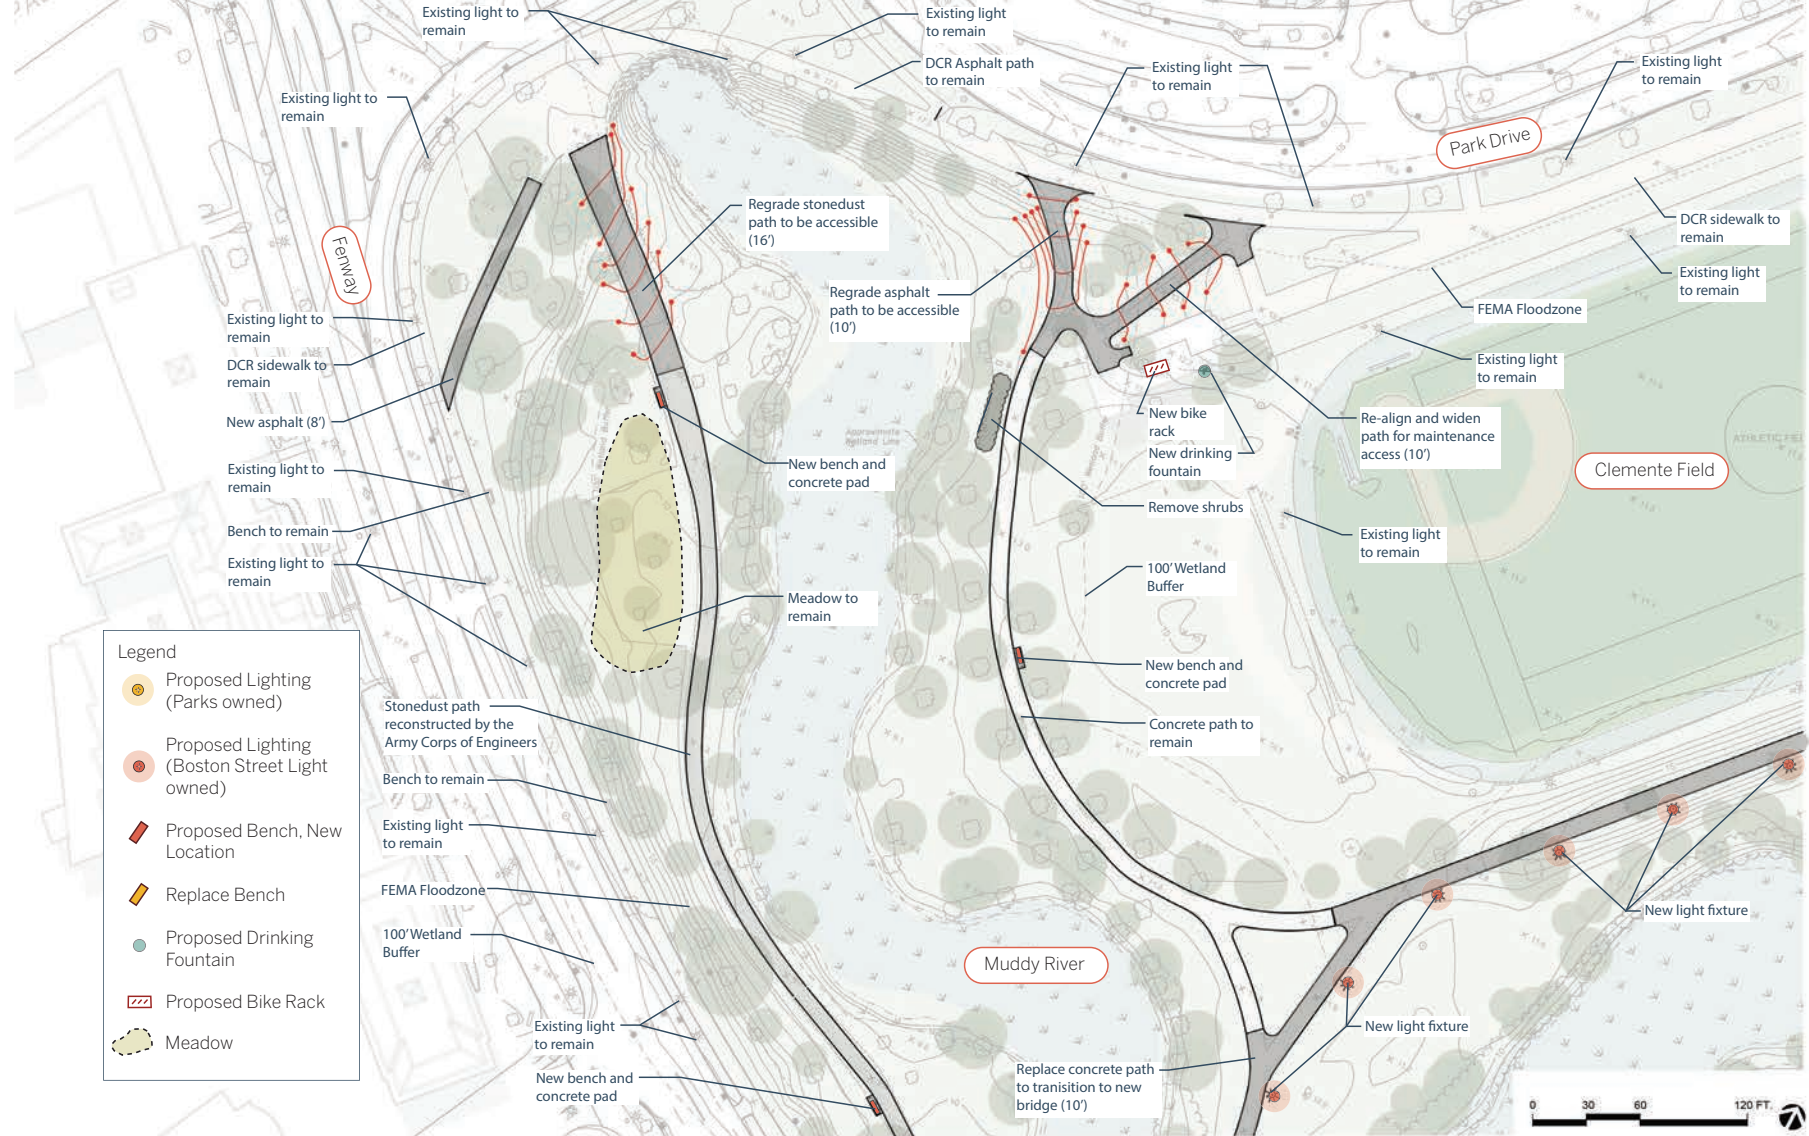 Existing light to
remain
Existing light
to remain
DCR Asphalt path
to remain
Existing light
to remain
Existing light
to remain
Existing light to
remain
Park Drive
Regrade stonedust
path to be accessible
(16')
DCR sidewalk to
remain
Fenway
Existing light
to remain
Regrade asphalt
path to be accessible
(10')
FEMA Floodzone
Existing light to
remain
DCR sidewalk to
remain
Existing light
to remain
New asphalt (8')
New bike
rack
New drinking
fountain
Re-align and widen
path for maintenance
access (10')
ATHLETIC FIEL
Approximate
Wetland Line
Clemente Field
Existing light to
remain
New bench and
concrete pad
Remove shrubs
Bench to remain
Existing light
to remain
Existing light to
remain
100' Wetland
Buffer
Meadow to
remain
New bench and
concrete pad
Concrete path to
remain
Stonedust path
reconstructed by the
Army Corps of Engineers
Bench to remain
Existing light
to remain
FEMA Floodzone
100' Wetland
Buffer
New light fixture
Muddy River
Existing light
to remain
New light fixture
New bench and
concrete pad
Replace concrete path
to tranisition to new
bridge (10')
Legend
Proposed Lighting
(Parks owned)
Proposed Lighting
(Boston Street Light
owned)
Proposed Bench, New
Location
Replace Bench
Proposed Drinking
Fountain
Proposed Bike Rack
Meadow
0 30 60 120 FT.